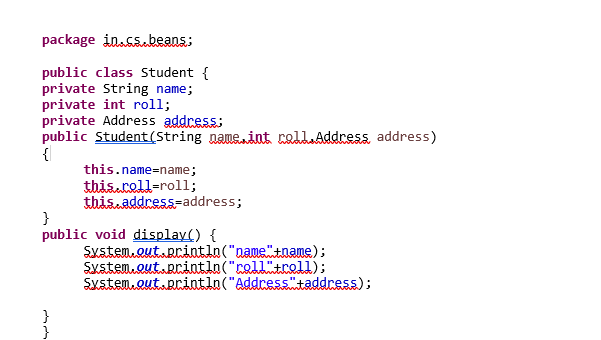 package in.cs.beans;
public class Student {
private String name;
private int roll;
private Address address;
public Student(String name,int roll,Address address)
{
this.name=name;
this.roll=roll;
this.address=address;
}
public void display() {
System.out.println("name"+name);
System.out.println("roll"+roll);
System.out.println("Address"+address);
}
}